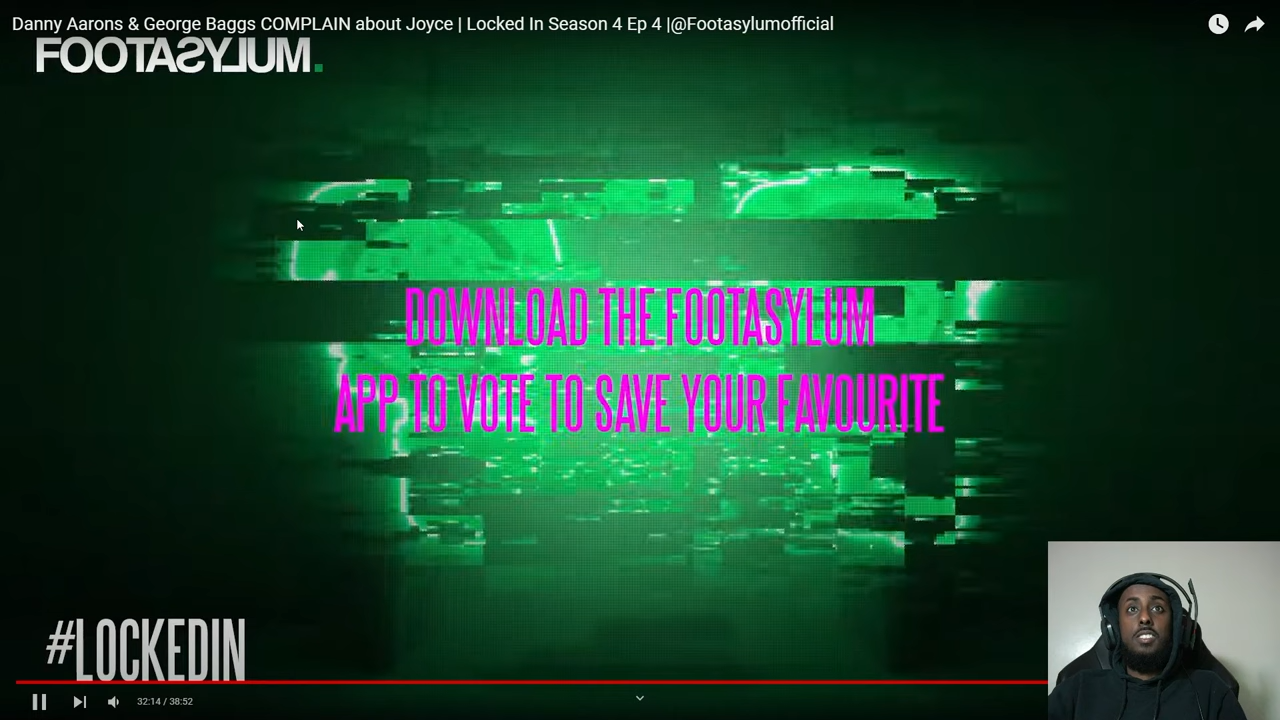 Danny Aarons & George Baggs COMPLAIN about Joyce | Locked In Season 4 Ep 4 |@Footasylumofficial
FOOTASYLUM.
DOWNLOAD THE FOOTASYLUM
APP TO VOTE TO SAVE YOUR FAVOURITE
#LOCKEDIN
32:14 / 38:52